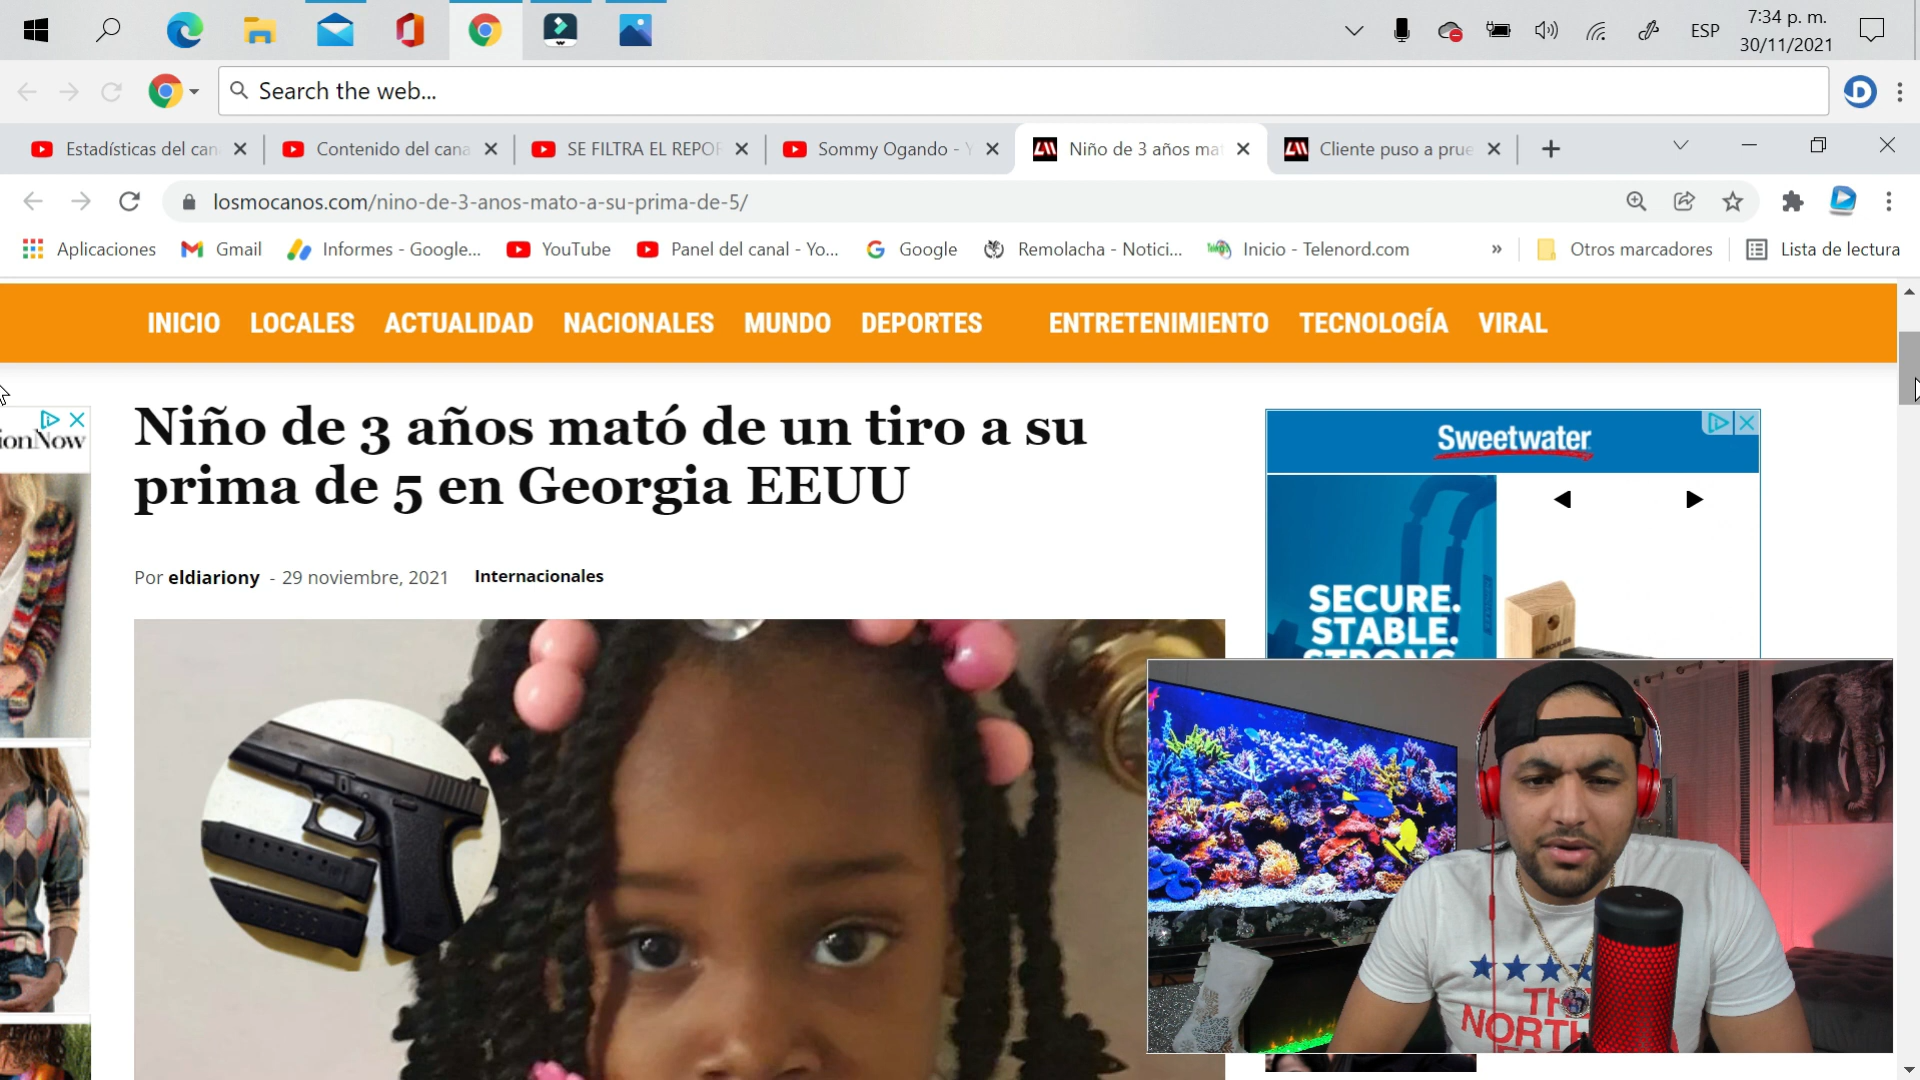 ESP
7:34 p. m.
30/11/2021
Search the web...
Estadísticas del can
Contenido del cana
SE FILTRA EL REPOR
Sommy Ogando - Y
Niño de 3 años mat
Cliente puso a prue
losmocanos.com/nino-de-3-anos-mato-a-su-prima-de-5/
Aplicaciones
Gmail
Informes - Google...
YouTube
Panel del canal - Yo...
Google
Remolacha - Notici...
Inicio - Telenord.com
»
Otros marcadores
Lista de lectura
INICIO LOCALES ACTUALIDAD NACIONALES MUNDO DEPORTES ENTRETENIMIENTO TECNOLOGÍA VIRAL
ionNow
Niño de 3 años mató de un tiro a su
prima de 5 en Georgia EEUU
Por eldiariony - 29 noviembre, 2021 Internacionales
Sweetwater
SECURE.
STABLE.
STRONG.
NORTH